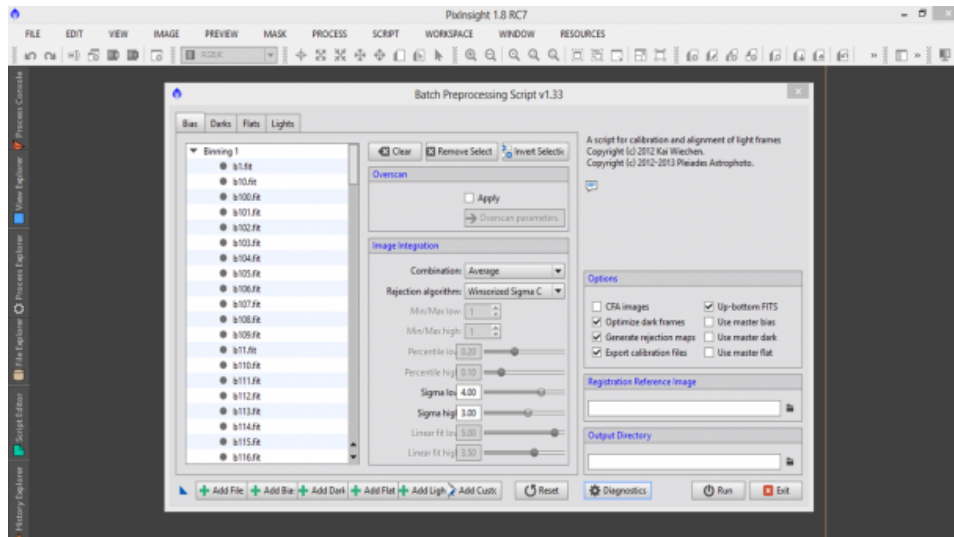 PixInsight 1.8 RC7
FILE EDIT VIEW IMAGE PREVIEW MASK PROCESS SCRIPT WORKSPACE WINDOW RESOURCES
RGB/K
Process Console
View Explorer
Process Explorer
File Explorer
Script Editor
History Explorer
Batch Preprocessing Script v1.33
Bias Darks Flats Lights
Binning 1
b1.fit
b10.fit
b100.fit
b101.fit
b102.fit
b103.fit
b104.fit
b105.fit
b106.fit
b107.fit
b108.fit
b109.fit
b11.fit
b110.fit
b111.fit
b112.fit
b113.fit
b114.fit
b115.fit
b116.fit
Clear Remove Select Invert Selectio
Overscan
Apply
Overscan parameters.
Image Integration
Combination: Average
Rejection algorithm: Winsorized Sigma C
Min/Max low: 1
Min/Max high: 1
Percentile lov 0.20
Percentile hig 0.10
Sigma lov 4.00
Sigma higl 3.00
Linear fit lov 5.00
Linear fit higl 3.50
A script for calibration and alignment of light frames
Copyright (c) 2012 Kai Wiechen.
Copyright (c) 2012-2013 Pleiades Astrophoto.
Options
CFA images Up-bottom FITS
Optimize dark frames Use master bias
Generate rejection maps Use master dark
Export calibration files Use master flat
Registration Reference Image
Output Directory
Add File Add Bia: Add Dark Add Flat Add Ligh Add Custo Reset Diagnostics Run Exit